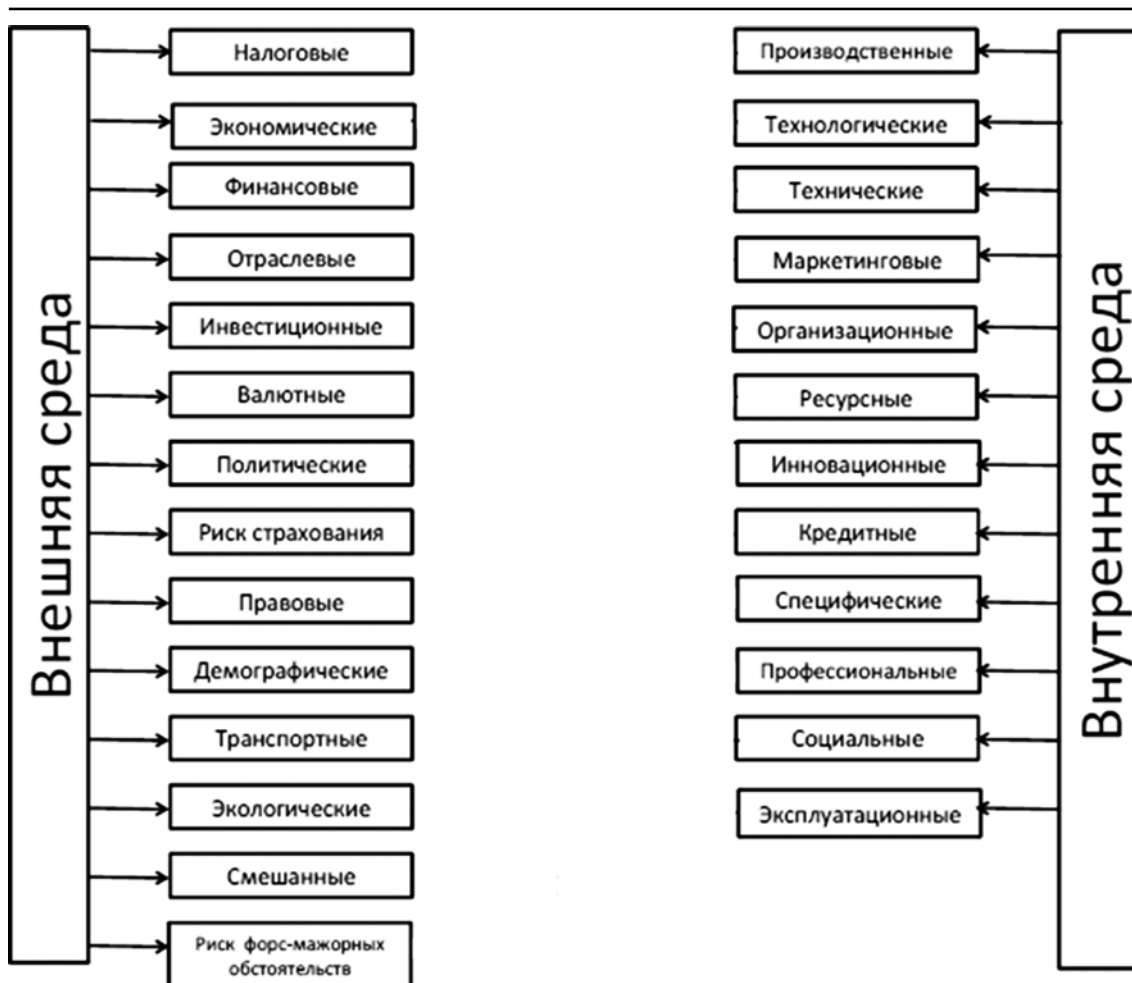 Внешняя среда
Налоговые
Экономические
Финансовые
Отраслевые
Инвестиционные
Валютные
Политические
Риск страхования
Правовые
Демографические
Транспортные
Экологические
Смешанные
Риск форс-мажорных
обстоятельств
Производственные
Технологические
Технические
Маркетинговые
Организационные
Ресурсные
Инновационные
Кредитные
Специфические
Профессиональные
Социальные
Эксплуатационные
Внутренняя среда